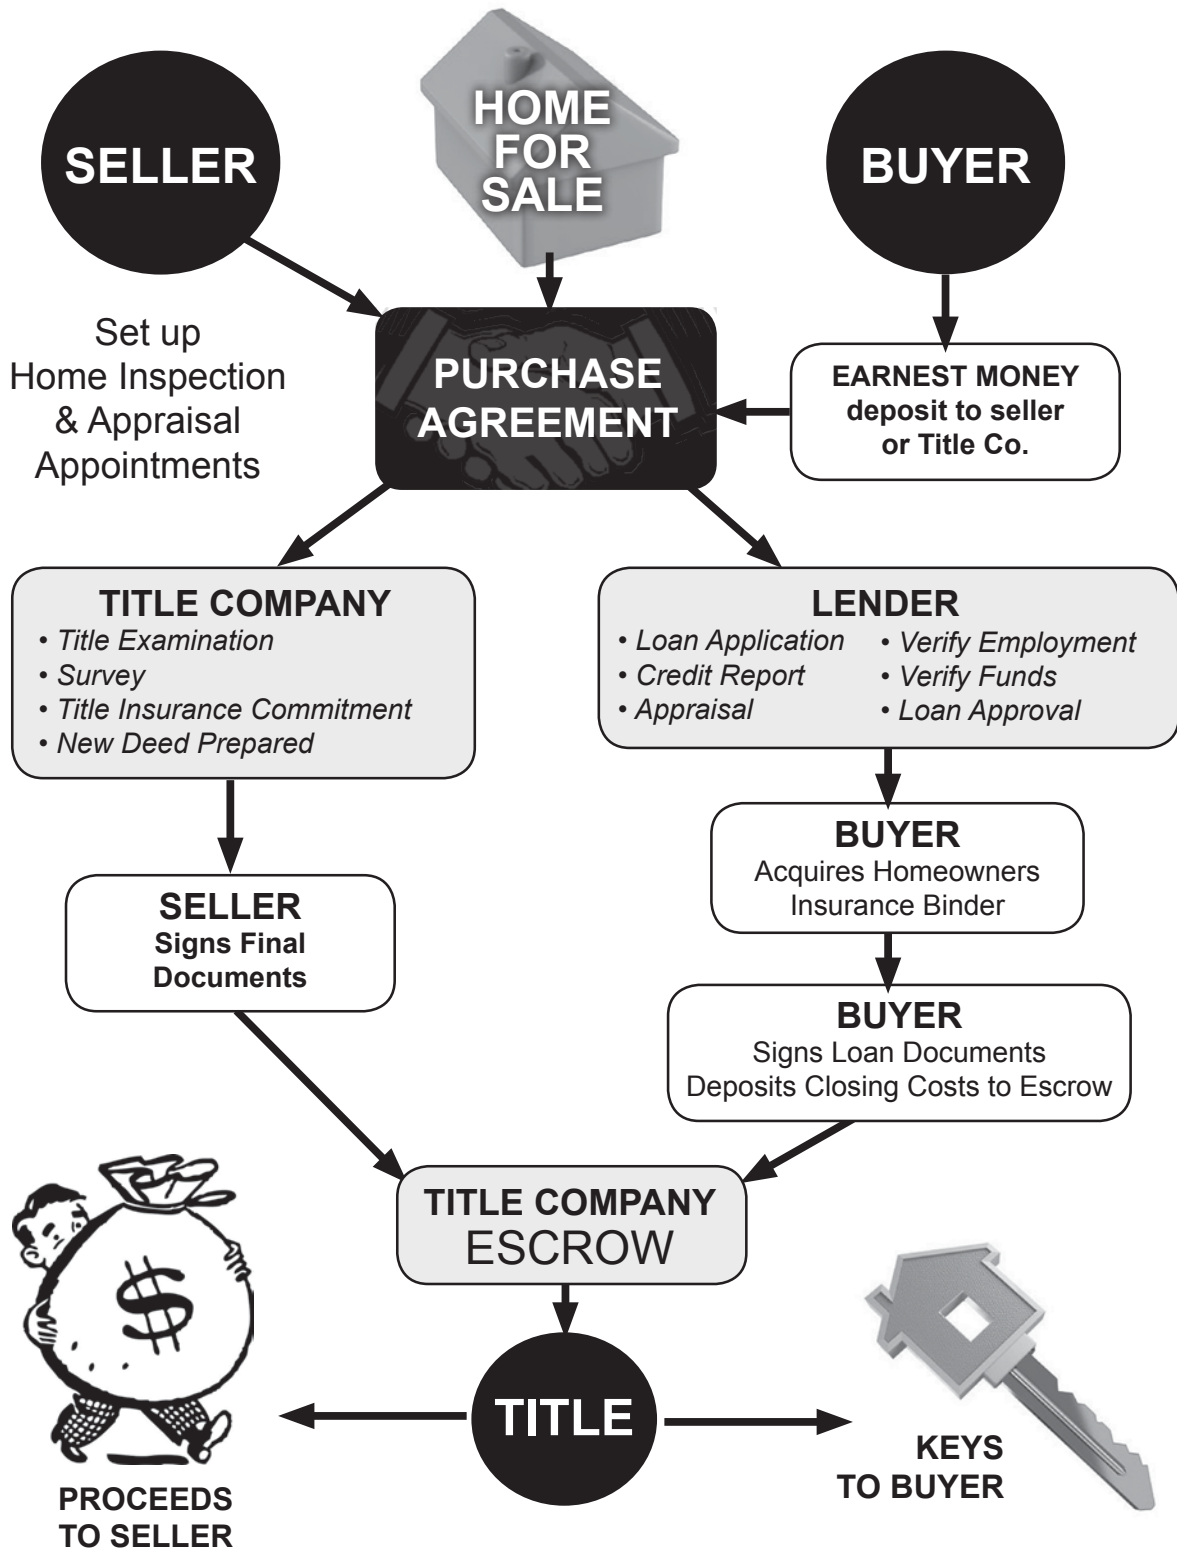 SELLER
HOME
FOR
SALE
BUYER
Set up
Home Inspection
& Appraisal
Appointments
PURCHASE
AGREEMENT
EARNEST MONEY
deposit to seller
or Title Co.
TITLE COMPANY
• Title Examination
• Survey
• Title Insurance Commitment
• New Deed Prepared
LENDER
• Loan Application
• Credit Report
• Appraisal
• Verify Employment
• Verify Funds
• Loan Approval
SELLER
Signs Final
Documents
BUYER
Acquires Homeowners
Insurance Binder
BUYER
Signs Loan Documents
Deposits Closing Costs to Escrow
TITLE COMPANY
ESCROW
$
TITLE
PROCEEDS
TO SELLER
KEYS
TO BUYER